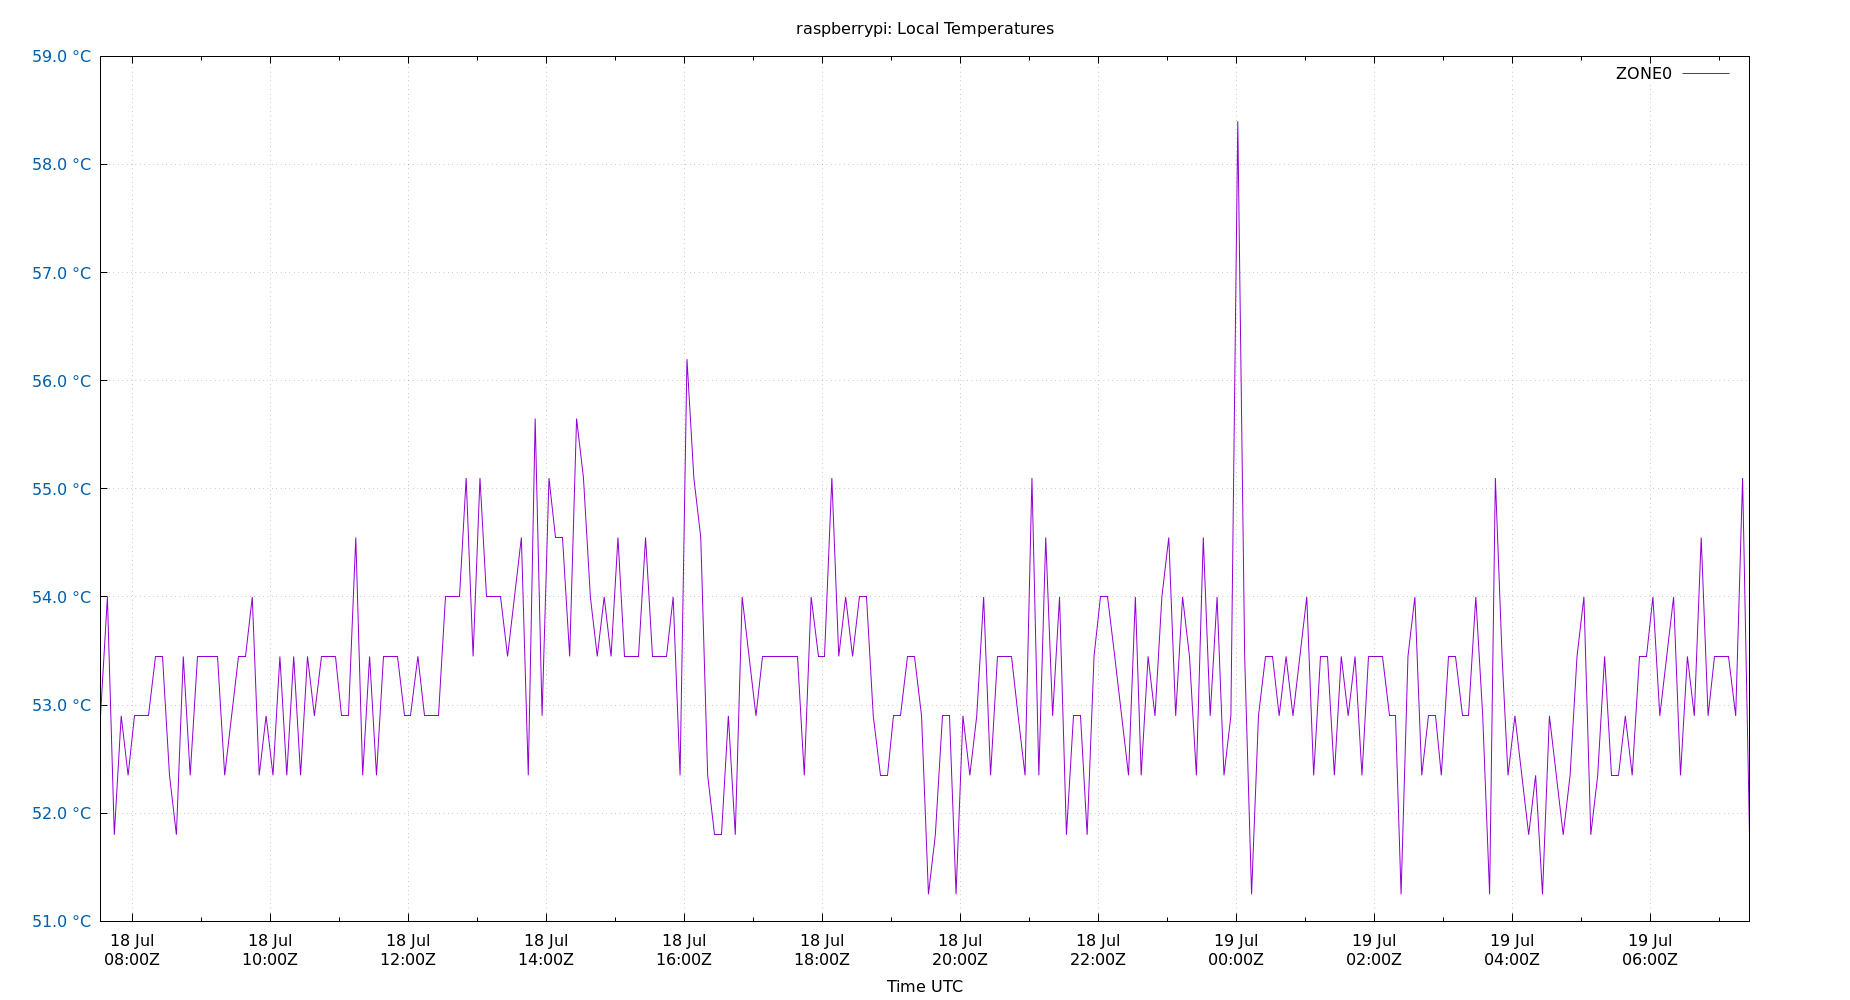 raspberrypi: Local Temperatures
59.0 °C
ZONE0
58.0 °C
57.0 °C
56.0 °C
55.0 °C
54.0 °C
53.0 °C
52.0 °C
51.0 °C
18 Jul 18 Jul 18 Jul 18 Jul 18 Jul 18 Jul 18 Jul 18 Jul 19 Jul 19 Jul 19 Jul 19 Jul
08:00Z 10:00Z 12:00Z 14:00Z 16:00Z 18:00Z 20:00Z 22:00Z 00:00Z 02:00Z 04:00Z 06:00Z
Time UTC